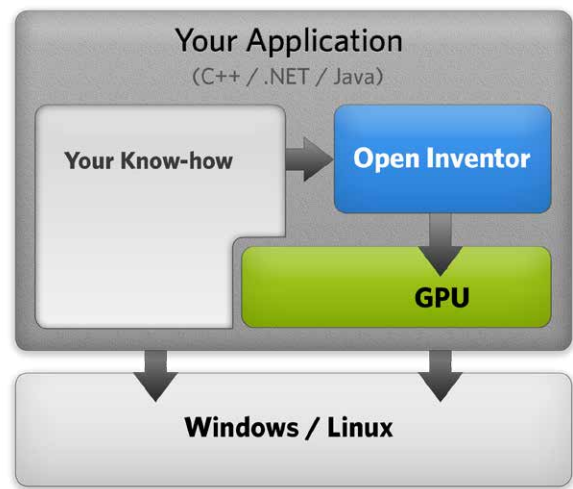 Your Application
(C++ / .NET / Java)
Your Know-how
Open Inventor
GPU
Windows / Linux